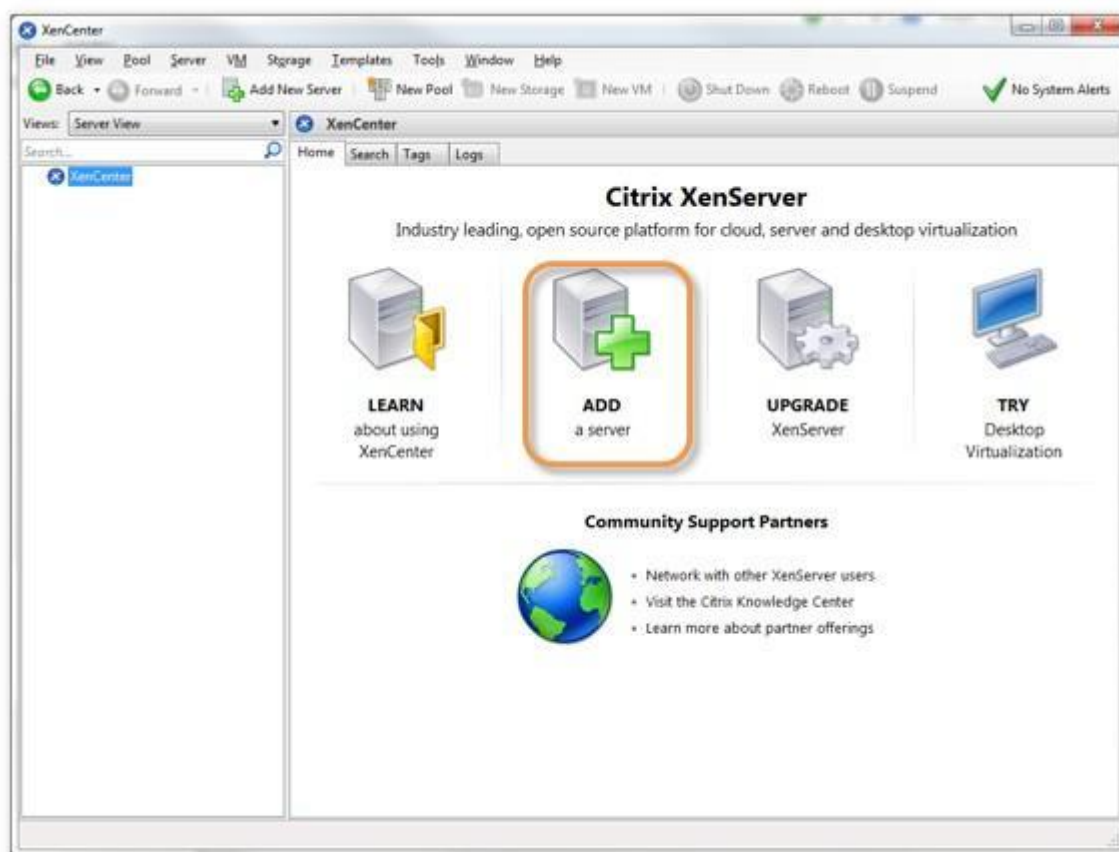 XenCenter
File View Pool Server VM Storage Templates Tools Window Help
Back Forward Add New Server New Pool New Storage New VM Shut Down Reboot Suspend No System Alerts
Views: Server View
XenCenter
Search...
Home Search Tags Logs
XenCenter
Citrix XenServer
Industry leading, open source platform for cloud, server and desktop virtualization
LEARN
about using
XenCenter
ADD
a server
UPGRADE
XenServer
TRY
Desktop
Virtualization
Community Support Partners
• Network with other XenServer users
• Visit the Citrix Knowledge Center
• Learn more about partner offerings